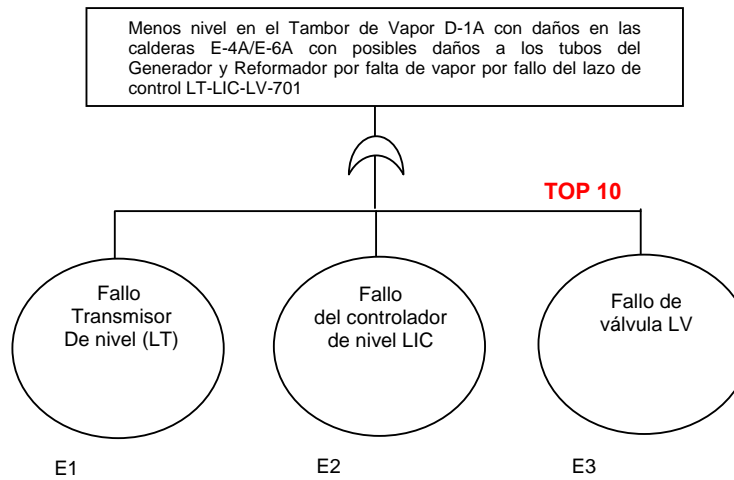 Menos nivel en el Tambor de Vapor D-1A con daños en las
calderas E-4A/E-6A con posibles daños a los tubos del
Generador y Reformador por falta de vapor por fallo del lazo de
control LT-LIC-LV-701
TOP 10
Fallo
Transmisor
De nivel (LT)
Fallo
del controlador
de nivel LIC
Fallo de
válvula LV
E1
E2
E3